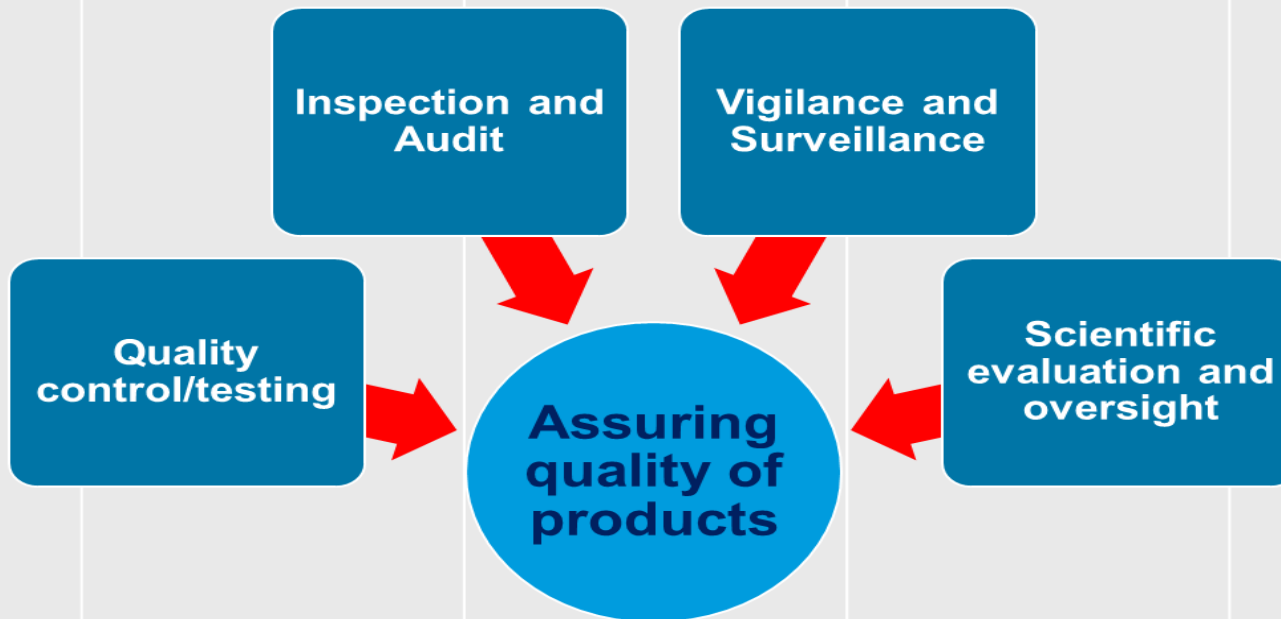 Inspection and
Audit
Vigilance and
Surveillance
Quality
control/testing
Scientific
evaluation and
oversight
Assuring
quality of
products